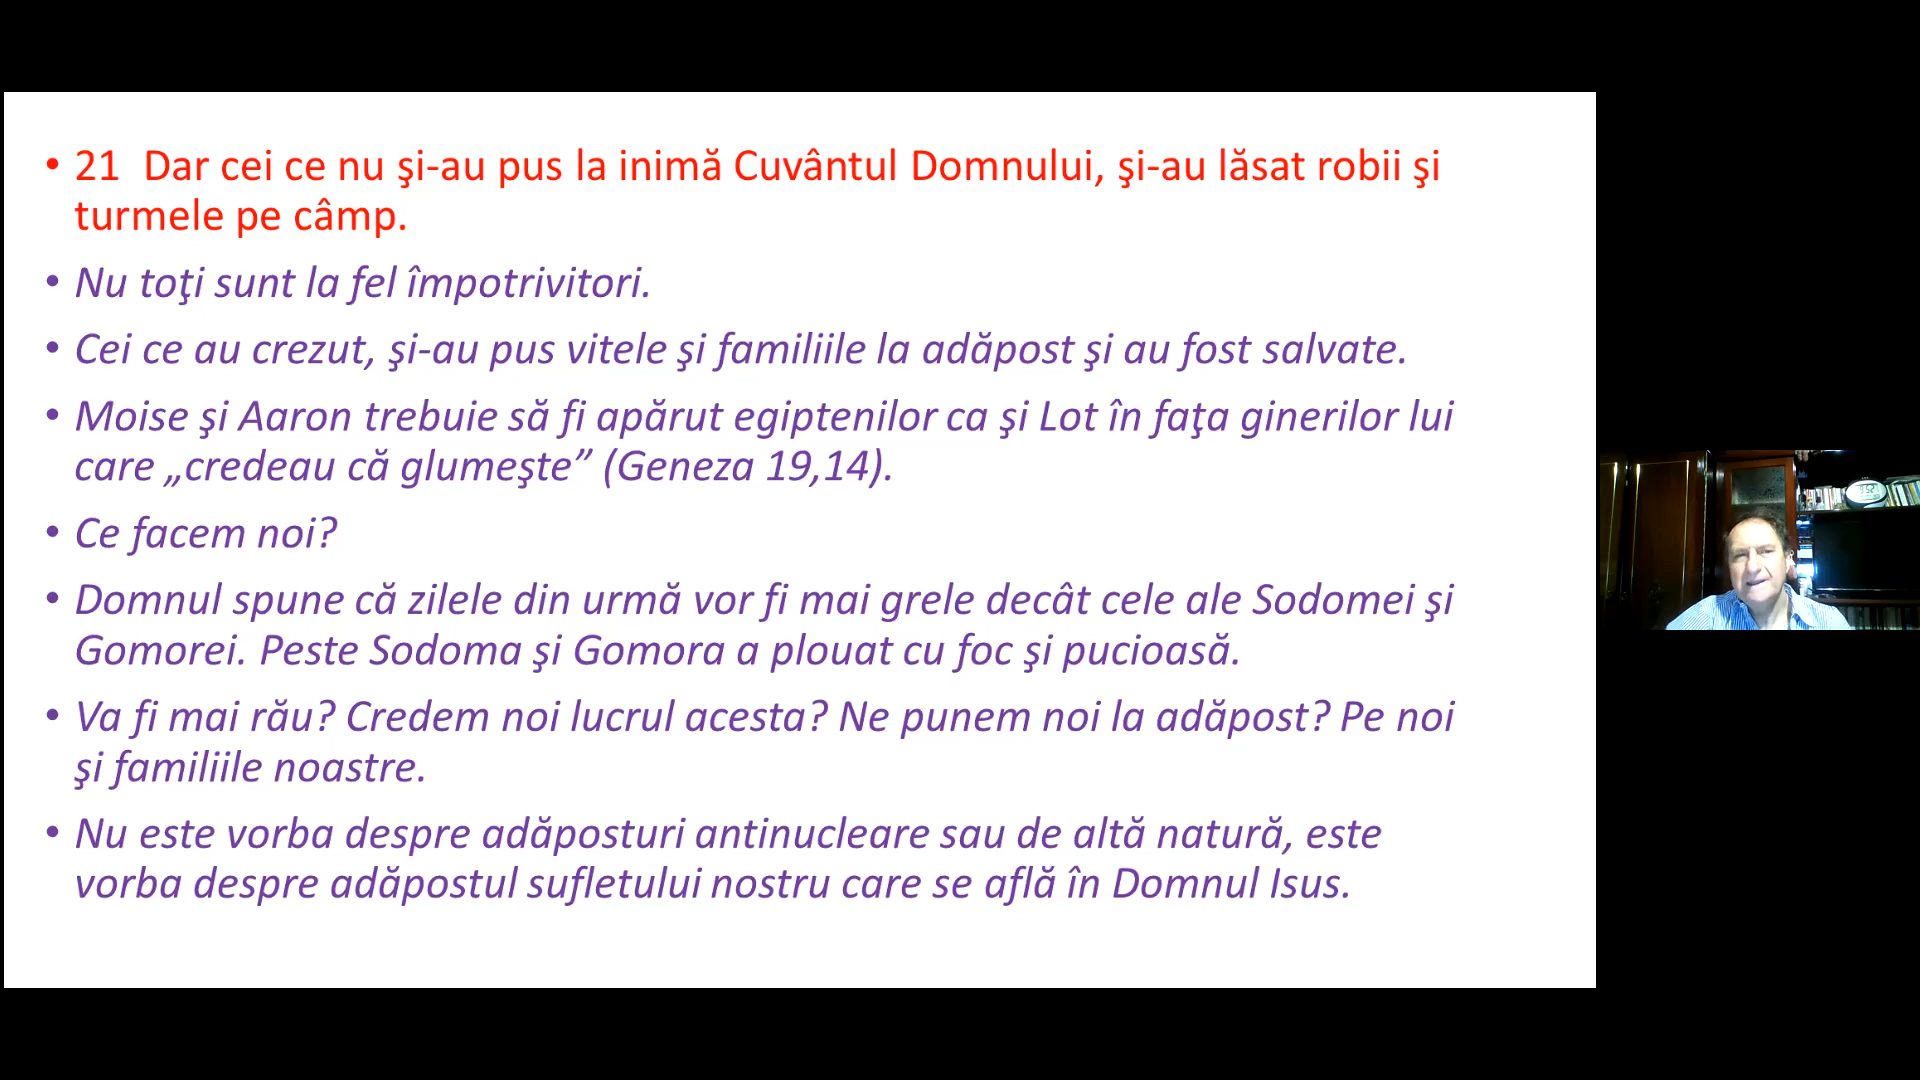 • 21  Dar cei ce nu şi-au pus la inimă Cuvântul Domnului, şi-au lăsat robii şi
turmele pe câmp.
• Nu toţi sunt la fel împotrivitori.
• Cei ce au crezut, şi-au pus vitele şi familiile la adăpost şi au fost salvate.
• Moise şi Aaron trebuie să fi apărut egiptenilor ca şi Lot în faţa ginerilor lui
care „credeau că glumeşte” (Geneza 19,14).
• Ce facem noi?
• Domnul spune că zilele din urmă vor fi mai grele decât cele ale Sodomei şi
Gomorei. Peste Sodoma şi Gomora a plouat cu foc şi pucioasă.
• Va fi mai rău? Credem noi lucrul acesta? Ne punem noi la adăpost? Pe noi
şi familiile noastre.
• Nu este vorba despre adăposturi antinucleare sau de altă natură, este
vorba despre adăpostul sufletului nostru care se află în Domnul Isus.